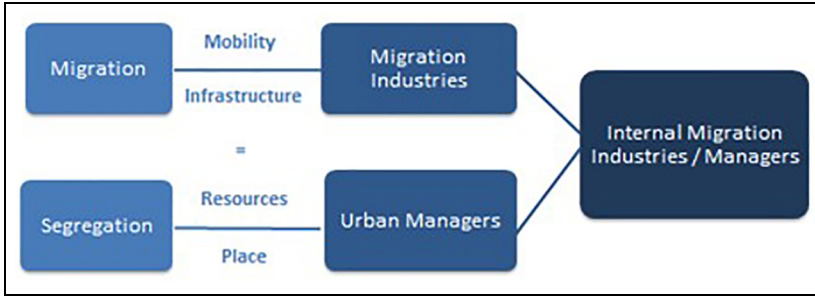 Migration
Mobility
Infrastructure
Migration
Industries
=
Segregation
Resources
Place
Urban Managers
Internal Migration
Industries / Managers